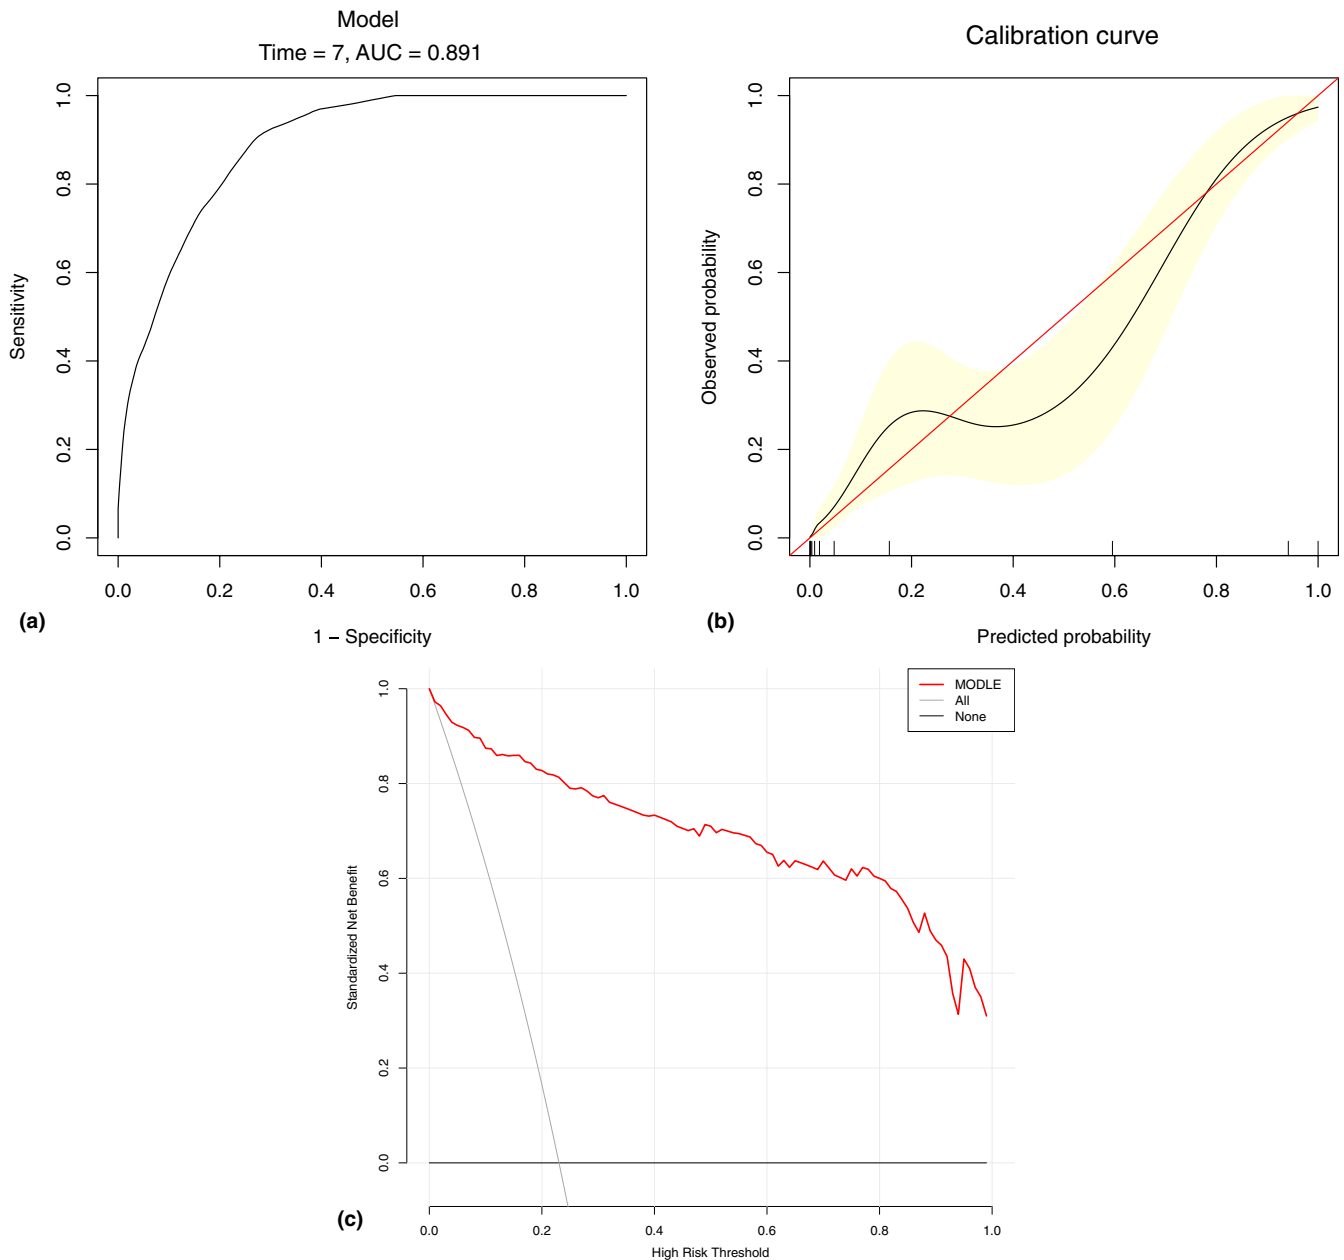 Model
Time = 7, AUC = 0.891
Sensitivity
0.0 0.2 0.4 0.6 0.8 1.0
0.0 0.2 0.4 0.6 0.8 1.0
(a)
1 – Specificity
Calibration curve
Observed probability
0.0 0.2 0.4 0.6 0.8 1.0
0.0 0.2 0.4 0.6 0.8 1.0
(b)
Predicted probability
MODLE
All
None
Standardized Net Benefit
0.0 0.2 0.4 0.6 0.8 1.0
0.0 0.2 0.4 0.6 0.8 1.0
(c)
High Risk Threshold